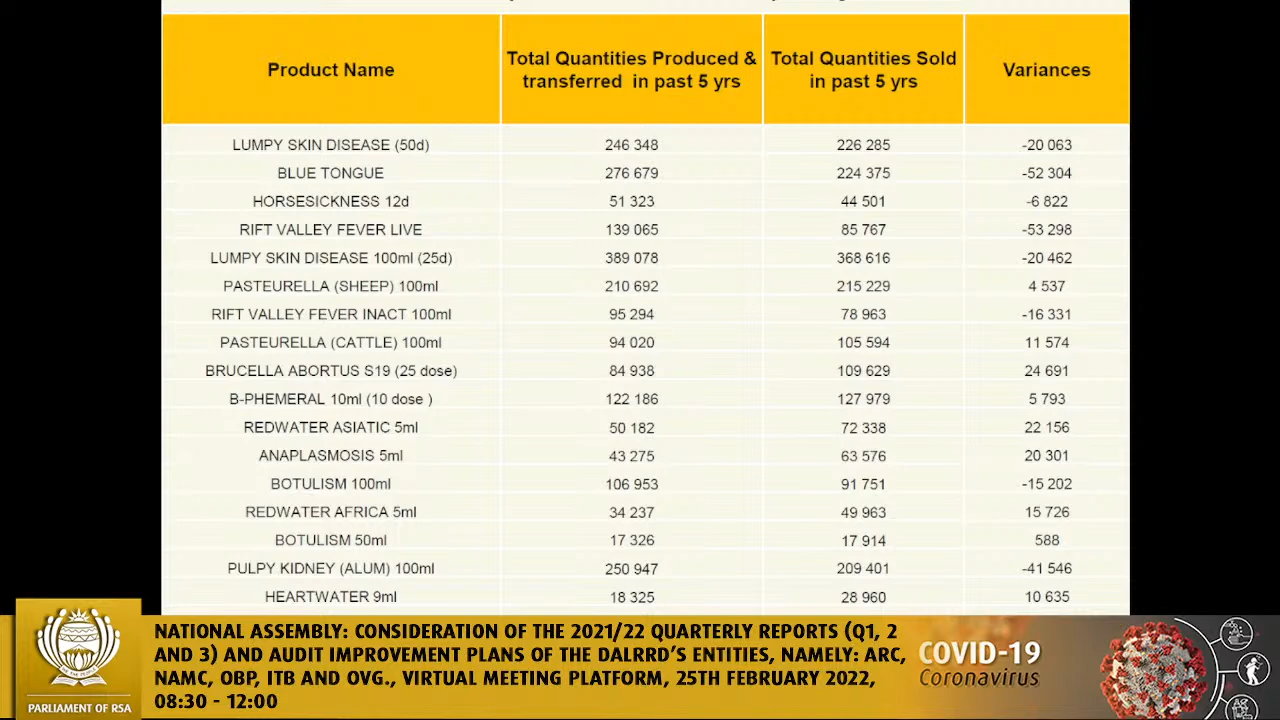 Product Name
Total Quantities Produced &
transferred in past 5 yrs
Total Quantities Sold
in past 5 yrs
Variances
LUMPY SKIN DISEASE (50d) 246 348 226 285 -20 063
BLUE TONGUE 276 679 224 375 -52 304
HORSESICKNESS 12d 51 323 44 501 -6 822
RIFT VALLEY FEVER LIVE 139 065 85 767 -53 298
LUMPY SKIN DISEASE 100ml (25d) 389 078 368 616 -20 462
PASTEURELLA (SHEEP) 100ml 210 692 215 229 4 537
RIFT VALLEY FEVER INACT 100ml 95 294 78 963 -16 331
PASTEURELLA (CATTLE) 100ml 94 020 105 594 11 574
BRUCELLA ABORTUS S19 (25 dose) 84 938 109 629 24 691
B-PHEMERAL 10ml (10 dose ) 122 186 127 979 5 793
REDWATER ASIATIC 5ml 50 182 72 338 22 156
ANAPLASMOSIS 5ml 43 275 63 576 20 301
BOTULISM 100ml 106 953 91 751 -15 202
REDWATER AFRICA 5ml 34 237 49 963 15 726
BOTULISM 50ml 17 326 17 914 588
PULPY KIDNEY (ALUM) 100ml 250 947 209 401 -41 546
HEARTWATER 9ml 18 325 28 960 10 635
NATIONAL ASSEMBLY: CONSIDERATION OF THE 2021/22 QUARTERLY REPORTS (Q1, 2
AND 3) AND AUDIT IMPROVEMENT PLANS OF THE DALRRD'S ENTITIES, NAMELY: ARC,
NAMC, OBP, ITB AND OVG., VIRTUAL MEETING PLATFORM, 25TH FEBRUARY 2022,
08:30 - 12:00
PARLIAMENT OF RSA
COVID-19
Coronavirus